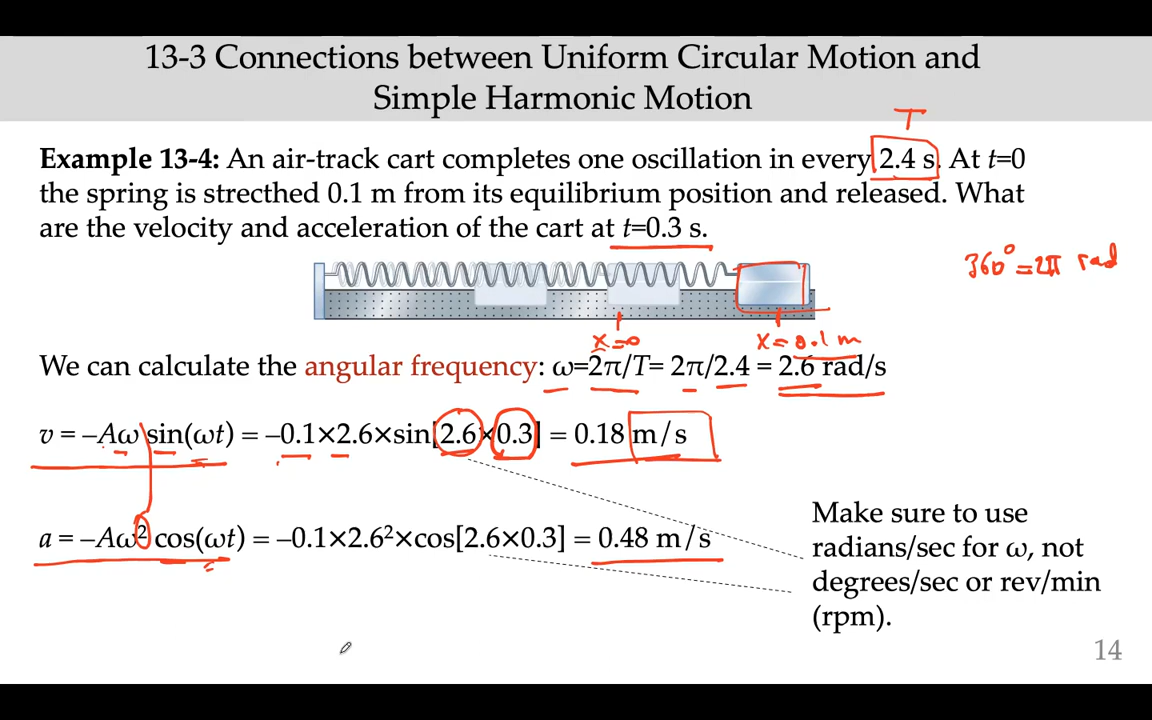 13-3 Connections between Uniform Circular Motion and
Simple Harmonic Motion
T
Example 13-4: An air-track cart completes one oscillation in every 2.4 s. At t=0
the spring is strecthed 0.1 m from its equilibrium position and released. What
are the velocity and acceleration of the cart at t=0.3 s.
360° = 2π rad
x=0
x=0.1 m
We can calculate the angular frequency: ω=2π/T= 2π/2.4 = 2.6 rad/s
v = –Aω sin(ωt) = –0.1×2.6×sin[2.6×0.3] = 0.18 m/s
a = –Aω² cos(ωt) = –0.1×2.6²×cos[2.6×0.3] = 0.48 m/s
Make sure to use
radians/sec for ω, not
degrees/sec or rev/min
(rpm).
14